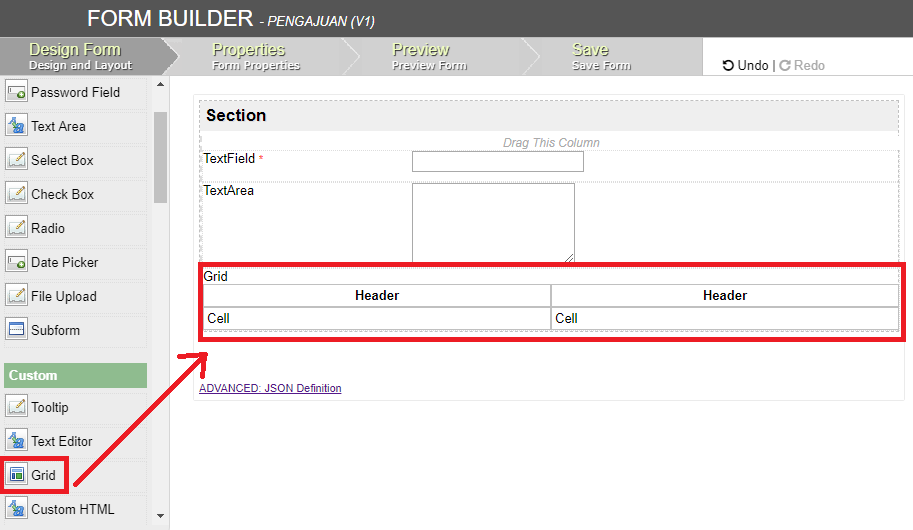 FORM BUILDER - PENGAJUAN (V1)
Design Form
Design and Layout
Properties
Form Properties
Preview
Preview Form
Save
Save Form
Undo | Redo
Password Field
Text Area
Select Box
Check Box
Radio
Date Picker
File Upload
Subform
Custom
Tooltip
Text Editor
Grid
Custom HTML
Section
Drag This Column
TextField *
TextArea
Grid
Header Header
Cell Cell
ADVANCED: JSON Definition